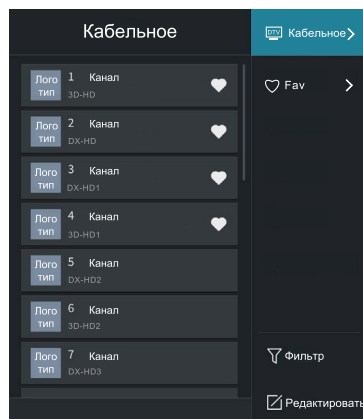 Кабельное
Лого тип
1 Канал
3D-HD
Лого тип
2 Канал
DX-HD
Лого тип
3 Канал
DX-HD1
Лого тип
4 Канал
3D-HD1
Лого тип
5 Канал
DX-HD2
Лого тип
6 Канал
3D-HD2
Лого тип
7 Канал
DX-HD3
DTV Кабельное
Fav
Фильтр
Редактировать